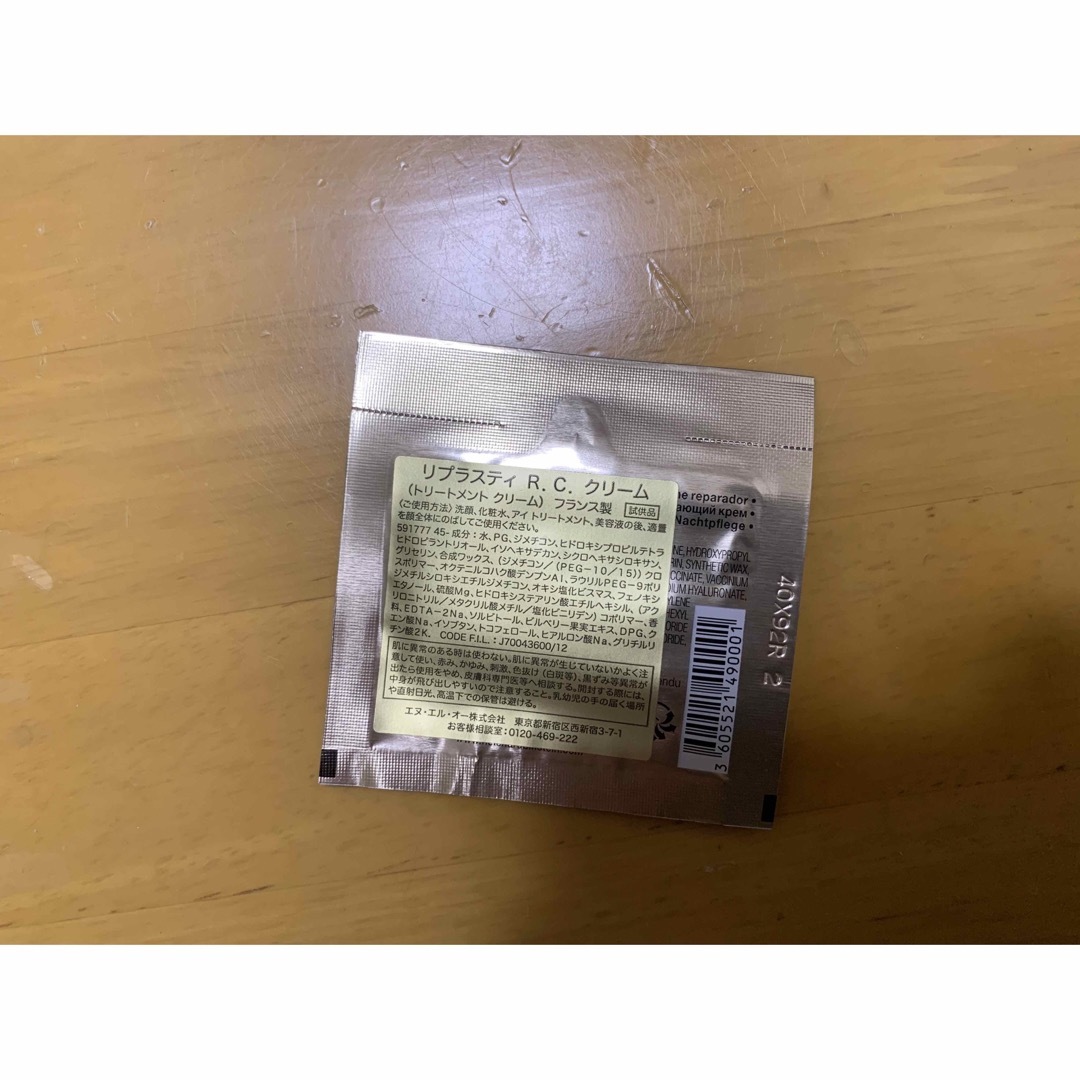 リプラスティ R. C. クリーム
(トリートメント クリーム) フランス製 試供品
〈ご使用方法〉洗顔、化粧水、アイ トリートメント、美容液の後、適量
を顔全体にのばしてご使用ください。
591777 45- 成分：水、PG、ジメチコン、ヒドロキシプロピルテトラ
ヒドロピラントリオール、イソヘキサデカン、シクロヘキサシロキサン、
グリセリン、合成ワックス、(ジメチコン／(PEG-10／15))クロ
スポリマー、オクテニルコハク酸デンプンAl、ラウリルPEG-9ポリ
ジメチルシロキシエチルジメチコン、オキシ塩化ビスマス、フェノキシ
エタノール、硫酸Mg、ヒドロキシステアリン酸エチルヘキシル、(アク
リロニトリル／メタクリル酸メチル／塩化ビニリデン)コポリマー、香
料、EDTA-2Na、ソルビトール、ビルベリー果実エキス、DPG、ク
エン酸Na、イソブタン、トコフェロール、ヒアルロン酸Na、グリチルリ
チン酸2K. CODE F.I.L.：J70043600/12
肌に異常のある時は使わない。肌に異常が生じていないかよく注
意して使い、赤み、かゆみ、刺激、色抜け(白斑等)、黒ずみ等異常が
出たら使用をやめ、皮膚科専門医等へ相談する。開封する際には、
中身が飛び出しやすいので注意すること。乳幼児の手の届く場所
や直射日光、高温下での保管は避ける。
エヌ・エル・オー株式会社 東京都新宿区西新宿3-7-1
お客様相談室：0120-469-222
reparador •
крем •
Nachtpflege •
HYDROXYPROPYL
SYNTHETIC WAX,
VACCINIUM
HYALURONATE,
3 605521 490001
40X92R 2